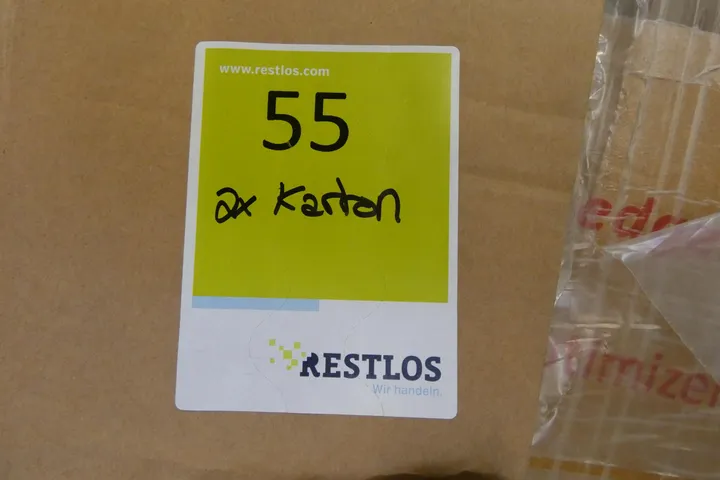 www.restlos.com
55
2x Karton
RESTLOS
Wir handeln.